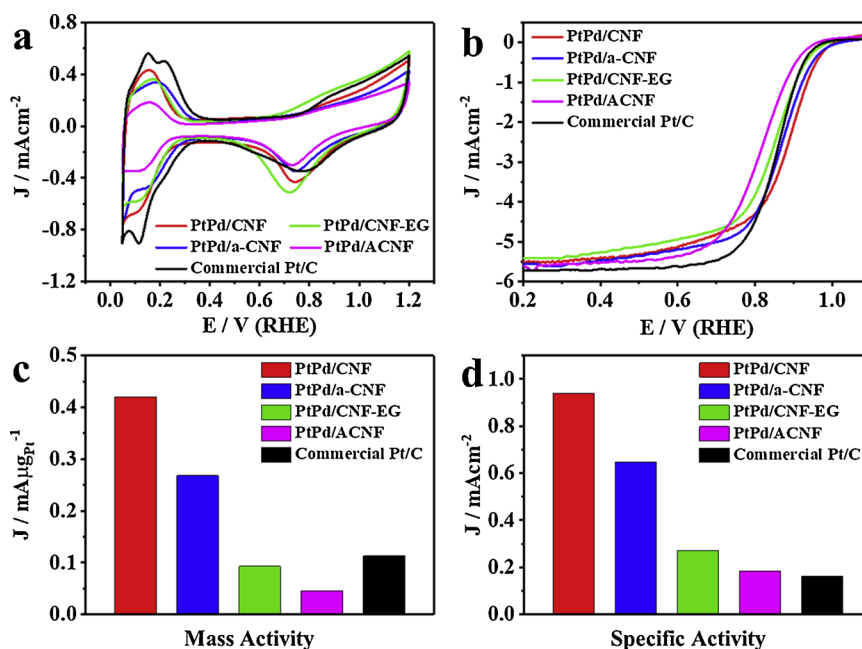 a
J / mAcm⁻²
0.8
0.4
0.0
-0.4
-0.8
-1.2
PtPd/CNF
PtPd/CNF-EG
PtPd/a-CNF
PtPd/ACNF
Commercial Pt/C
0.0 0.2 0.4 0.6 0.8 1.0 1.2
E / V (RHE)
b
J / mAcm⁻²
0
-1
-2
-3
-4
-5
-6
PtPd/CNF
PtPd/a-CNF
PtPd/CNF-EG
PtPd/ACNF
Commercial Pt/C
0.2 0.4 0.6 0.8 1.0
E / V (RHE)
c
J / mAμgPt⁻¹
0.5
0.4
0.3
0.2
0.1
0.0
PtPd/CNF
PtPd/a-CNF
PtPd/CNF-EG
PtPd/ACNF
Commercial Pt/C
Mass Activity
d
J / mAcm⁻²
1.0
0.8
0.6
0.4
0.2
0.0
PtPd/CNF
PtPd/a-CNF
PtPd/CNF-EG
PtPd/ACNF
Commercial Pt/C
Specific Activity